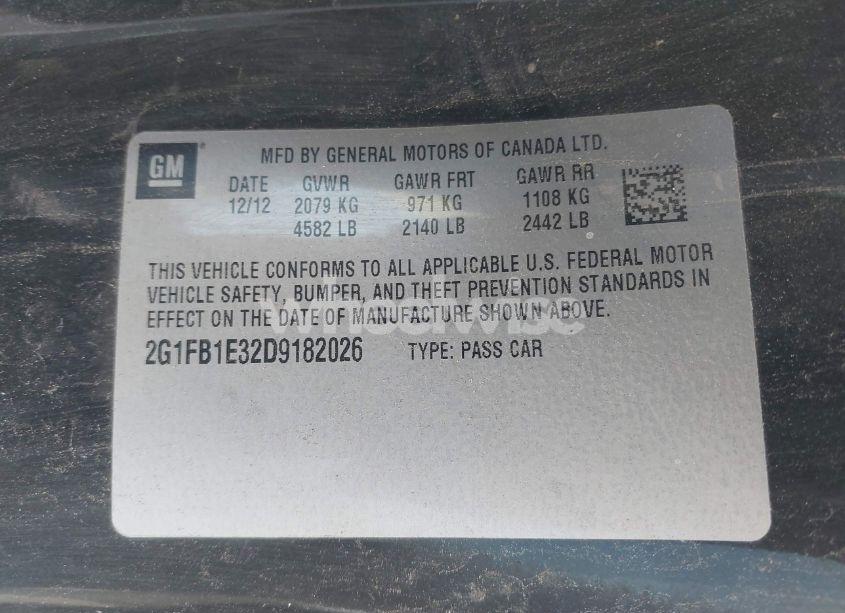 GM
MFD BY GENERAL MOTORS OF CANADA LTD.
DATE GVWR GAWR FRT GAWR RR
12/12 2079 KG 971 KG 1108 KG
4582 LB 2140 LB 2442 LB
THIS VEHICLE CONFORMS TO ALL APPLICABLE U.S. FEDERAL MOTOR
VEHICLE SAFETY, BUMPER, AND THEFT PREVENTION STANDARDS IN
EFFECT ON THE DATE OF MANUFACTURE SHOWN ABOVE.
2G1FB1E32D9182026 TYPE: PASS CAR